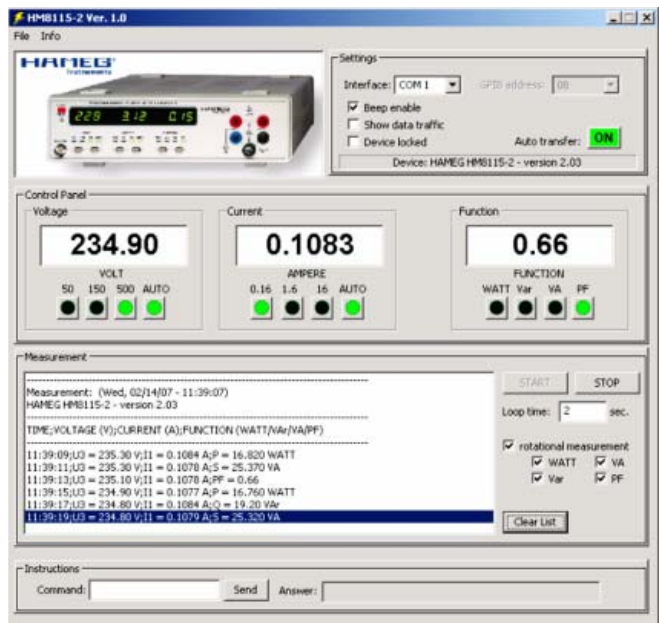 HM8115-2 Ver. 1.0
File Info
HAMEG
Instruments
228 3.12 0.15
Settings
Interface: COM 1 GPIB address: 08
Beep enable
Show data traffic
Device locked Auto transfer: ON
Device: HAMEG HM8115-2 - version 2.03
Control Panel
Voltage Current Function
234.90 0.1083 0.66
VOLT AMPERE FUNCTION
50 150 500 AUTO 0.16 1.6 16 AUTO WATT Var VA PF
Measurement
Measurement: (Wed, 02/14/07 - 11:39:07)
HAMEG HM8115-2 - version 2.03
TIME;VOLTAGE (V);CURRENT (A);FUNCTION (WATT/VAr/VA/PF)
11:39:09;U3 = 235.30 V;I1 = 0.1084 A;P = 16.820 WATT
11:39:11;U3 = 235.30 V;I1 = 0.1078 A;S = 25.370 VA
11:39:13;U3 = 235.10 V;I1 = 0.1078 A;PF = 0.66
11:39:15;U3 = 234.90 V;I1 = 0.1077 A;P = 16.760 WATT
11:39:17;U3 = 234.80 V;I1 = 0.1084 A;Q = 19.20 VAr
11:39:19;U3 = 234.80 V;I1 = 0.1079 A;S = 25.320 VA
START STOP
Loop time: 2 sec.
rotational measurement
WATT VA
Var PF
Clear List
Instructions
Command: Send Answer: